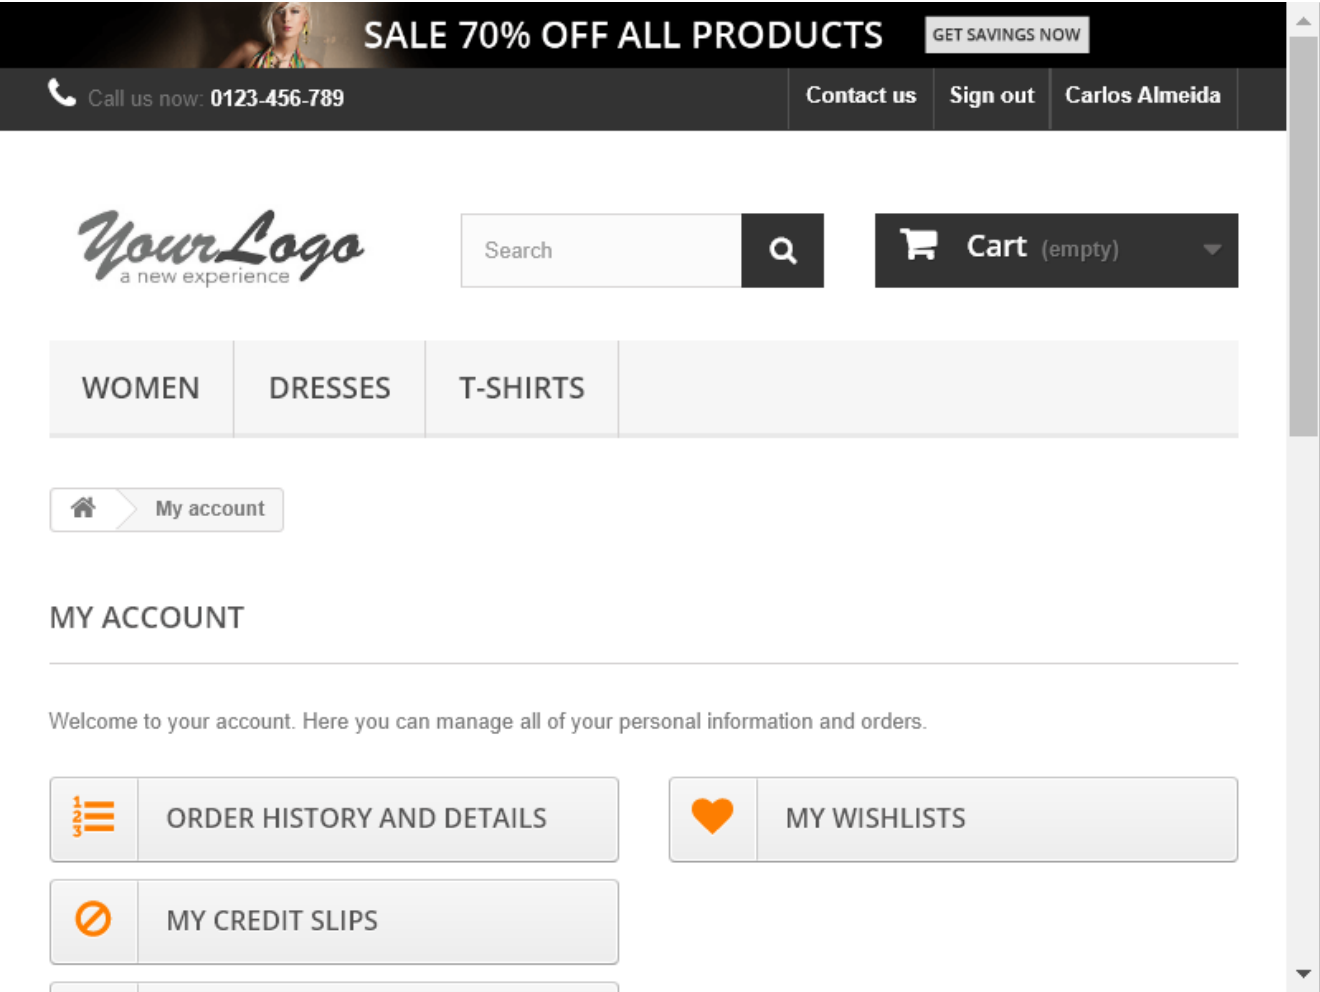 SALE 70% OFF ALL PRODUCTS GET SAVINGS NOW
Call us now: 0123-456-789 Contact us Sign out Carlos Almeida
Your Logo
a new experience
Search
Cart (empty)
WOMEN DRESSES T-SHIRTS
My account
MY ACCOUNT
Welcome to your account. Here you can manage all of your personal information and orders.
ORDER HISTORY AND DETAILS
MY WISHLISTS
MY CREDIT SLIPS